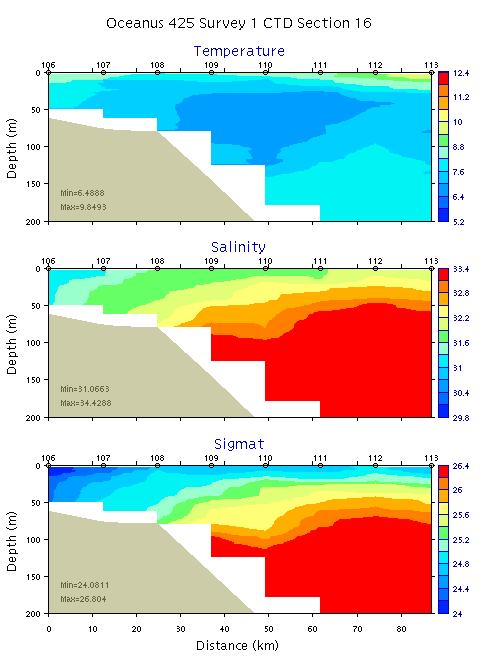 Oceanus 425 Survey 1 CTD Section 16
Temperature
106 107 108 109 110 112 113
0
50
100
150
200
Depth (m)
Min=6.4888
Max=9.8493
12.4
11.2
10
8.8
7.6
6.4
5.2
Salinity
106 107 108 109 110 112 113
0
50
100
150
200
Depth (m)
Min=31.0663
Max=34.4288
33.4
32.8
32.2
31.6
31
30.4
29.8
Sigmat
106 107 108 109 110 112 113
0
50
100
150
200
Depth (m)
Min=24.0811
Max=26.804
26.4
26
25.6
25.2
24.8
24.4
24
0 10 20 30 40 50 60 70 80
Distance (km)